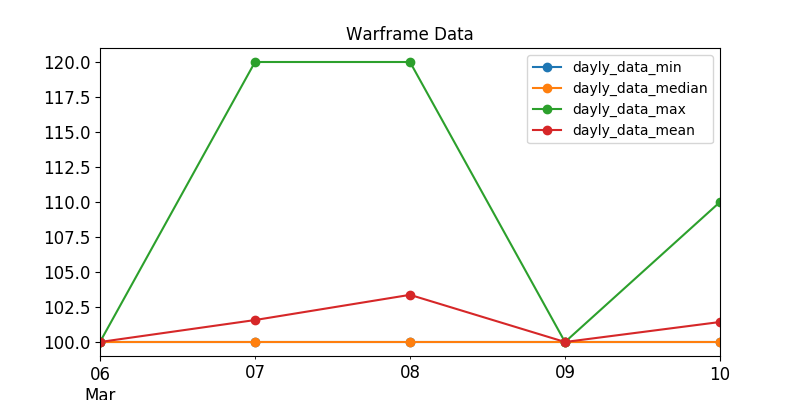 Warframe Data
120.0
117.5
115.0
112.5
110.0
107.5
105.0
102.5
100.0
dayly_data_min
dayly_data_median
dayly_data_max
dayly_data_mean
06 07 08 09 10
Mar